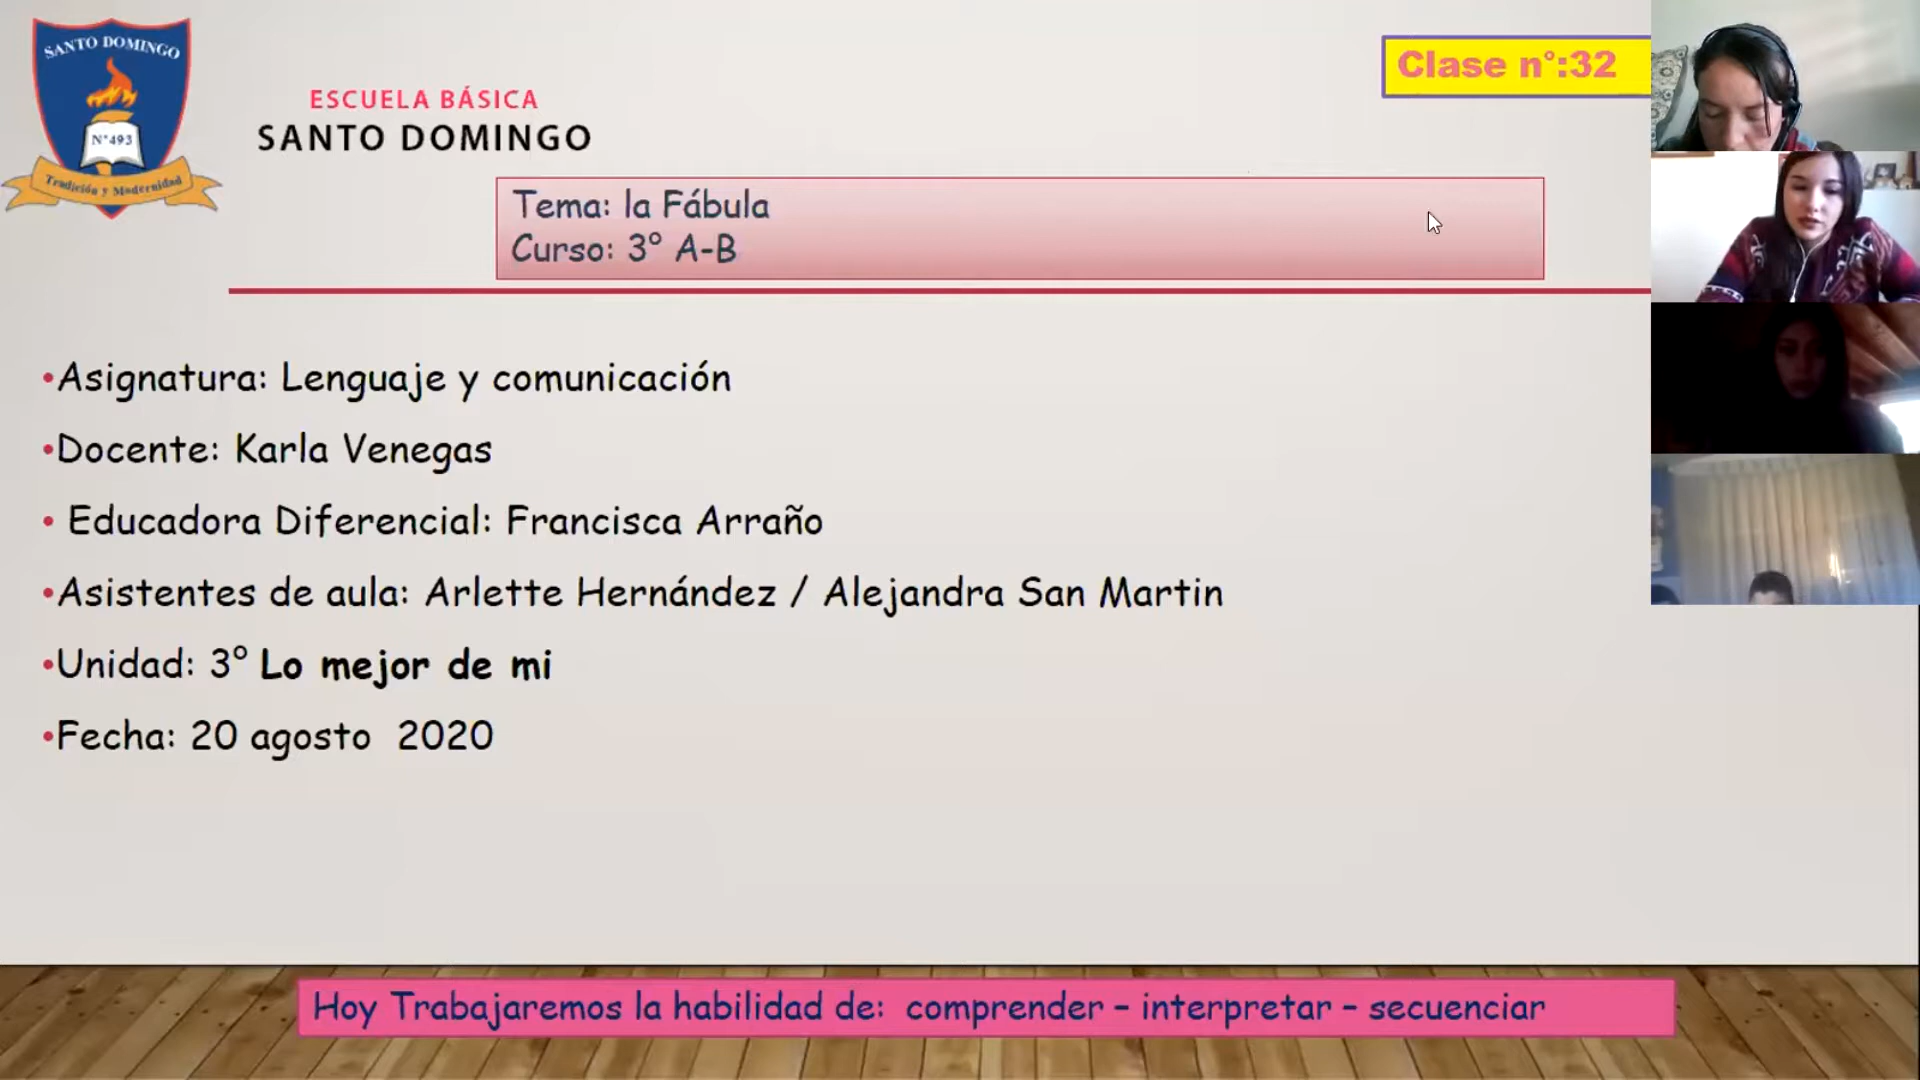 SANTO DOMINGO
N°493
Tradición y Modernidad
ESCUELA BÁSICA
SANTO DOMINGO
Clase n°:32
Tema: la Fábula
Curso: 3° A-B
•Asignatura: Lenguaje y comunicación
•Docente: Karla Venegas
• Educadora Diferencial: Francisca Arraño
•Asistentes de aula: Arlette Hernández / Alejandra San Martin
•Unidad: 3° Lo mejor de mi
•Fecha: 20 agosto  2020
Hoy Trabajaremos la habilidad de:  comprender – interpretar – secuenciar